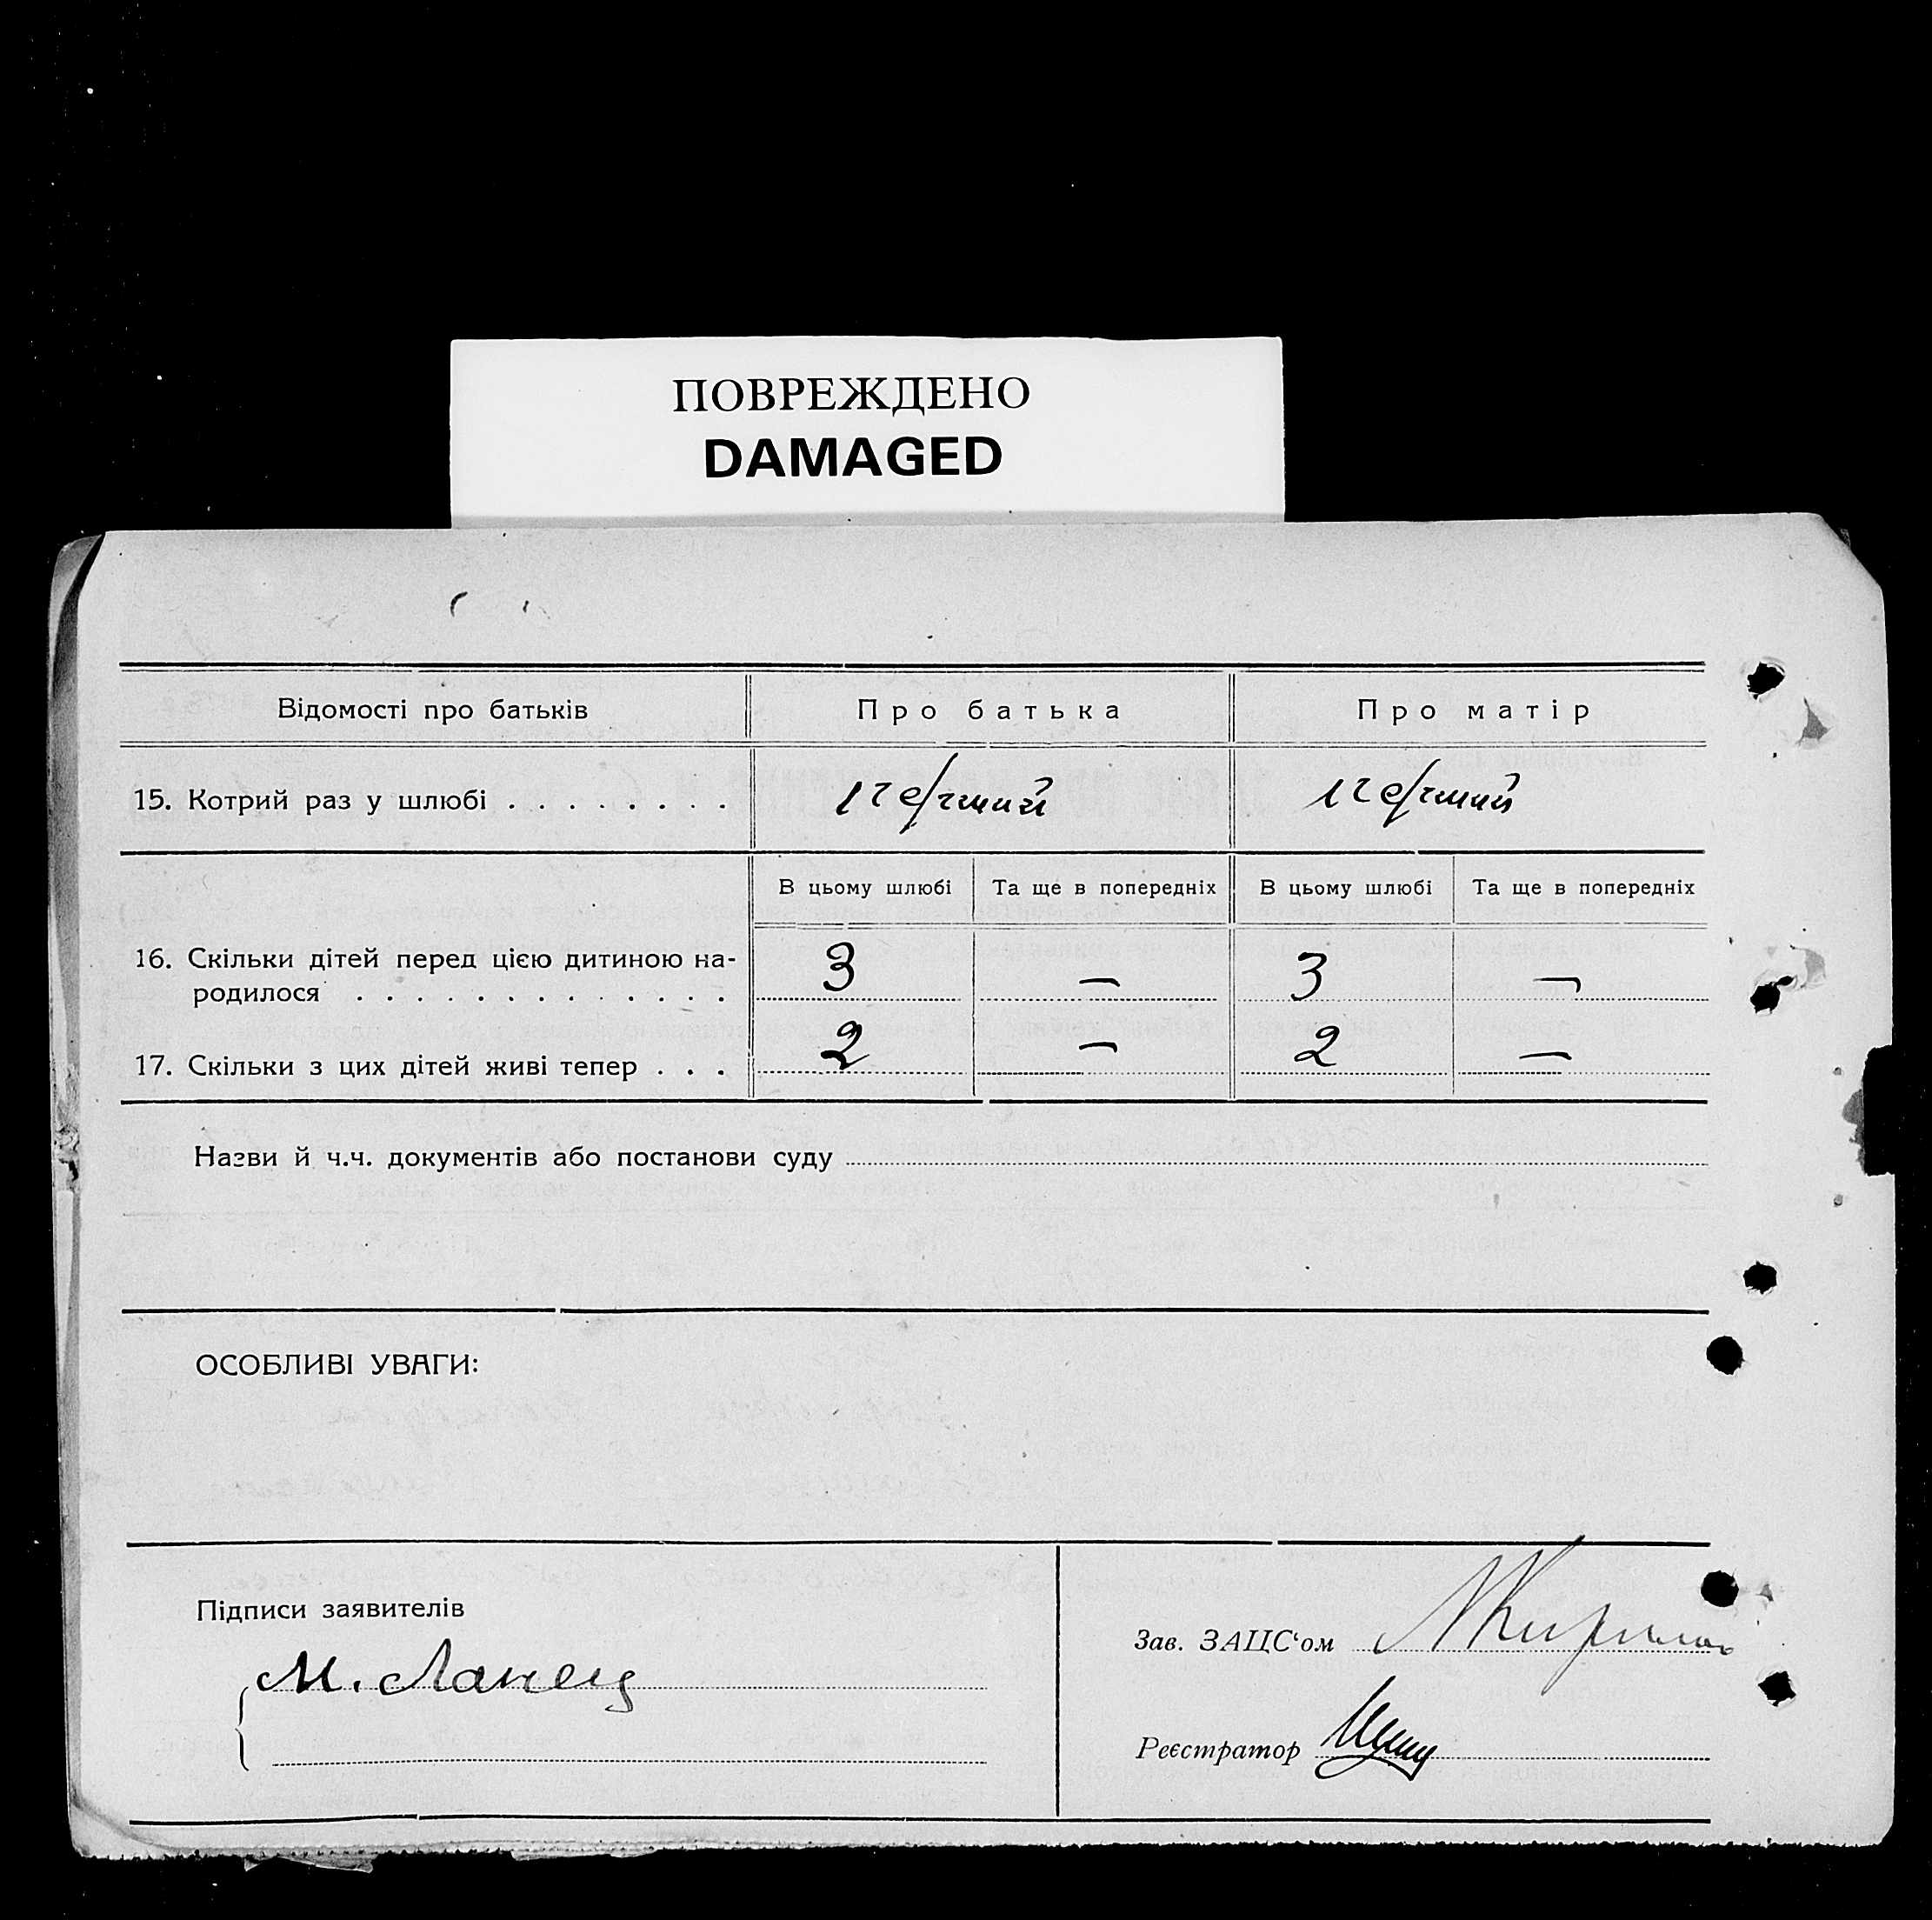 ПОВРЕЖДЕНО
DAMAGED
Відомості про батьків Про батька Про матір
15. Котрий раз у шлюбі . . . . . . . . перший перший
В цьому шлюбі Та ще в попередніх В цьому шлюбі Та ще в попередніх
16. Скільки дітей перед цією дитиною на- 3 — 3 —
родилося . . . . . . . . . . . . .
17. Скільки з цих дітей живі тепер . . . 2 — 2 —
Назви й ч.ч. документів або постанови суду
ОСОБЛИВІ УВАГИ:
Підписи заявителів
Зав. ЗАЦС‘ом
М. Ланец
Реєстратор